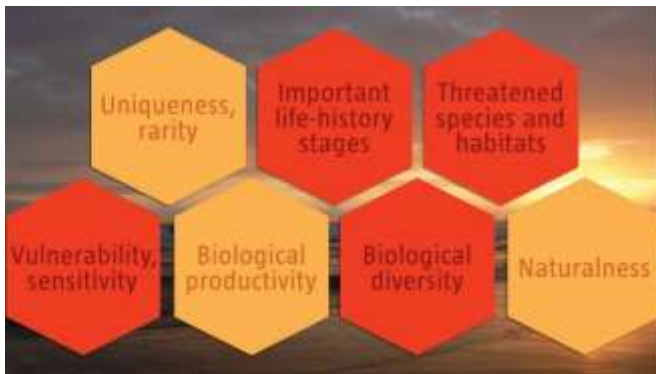 Uniqueness,
rarity
Important
life-history
stages
Threatened
species and
habitats
Vulnerability,
sensitivity
Biological
productivity
Biological
diversity
Naturalness